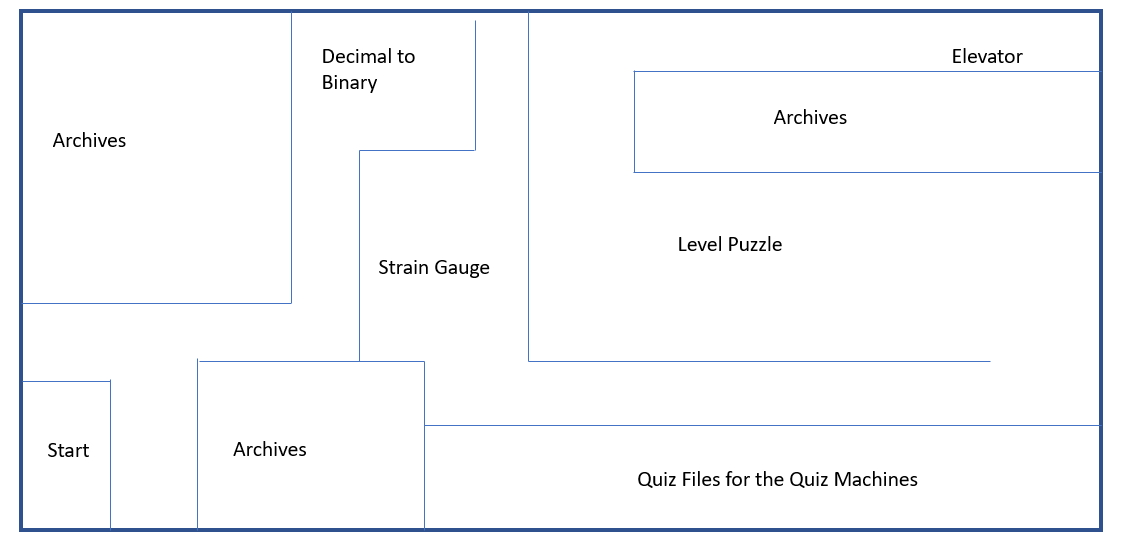 Decimal to
Binary
Elevator
Archives
Archives
Level Puzzle
Strain Gauge
Start
Archives
Quiz Files for the Quiz Machines